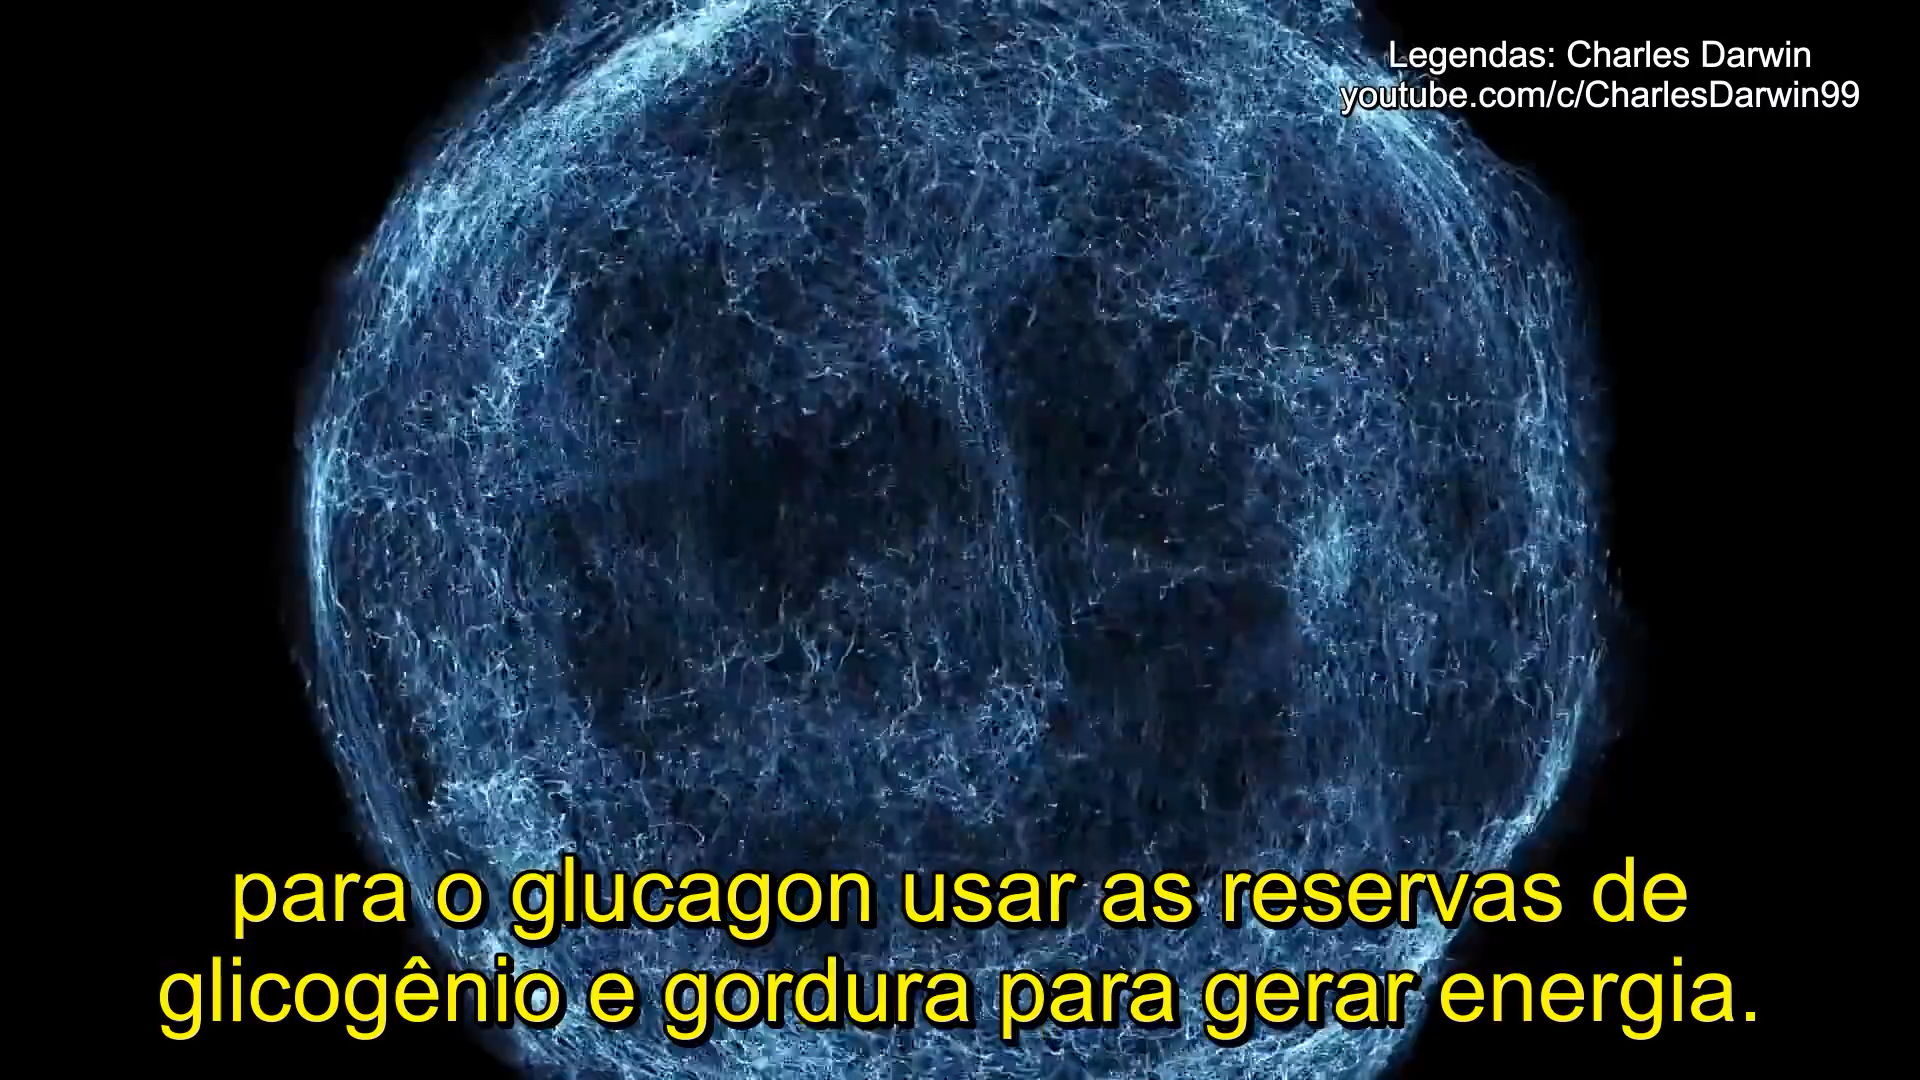 Legendas: Charles Darwin
youtube.com/c/CharlesDarwin99
para o glucagon usar as reservas de
glicogênio e gordura para gerar energia.